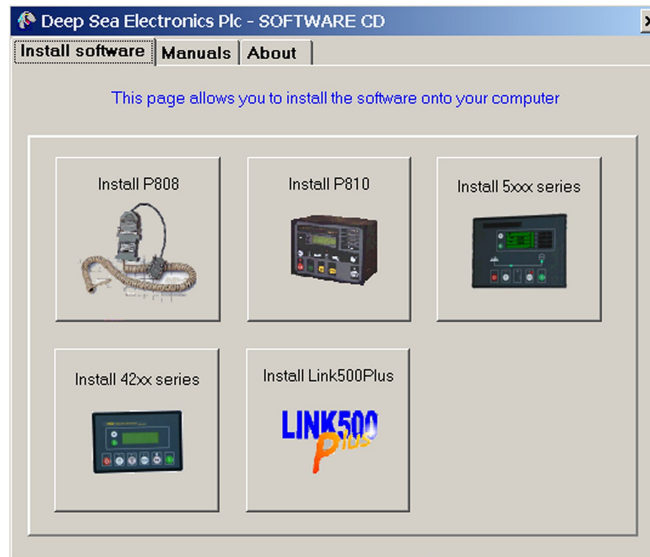 Deep Sea Electronics Plc - SOFTWARE CD
Install software Manuals About
This page allows you to install the software onto your computer
Install P808 Install P810 Install 5xxx series
Install 42xx series Install Link500Plus
LINK500
Plus